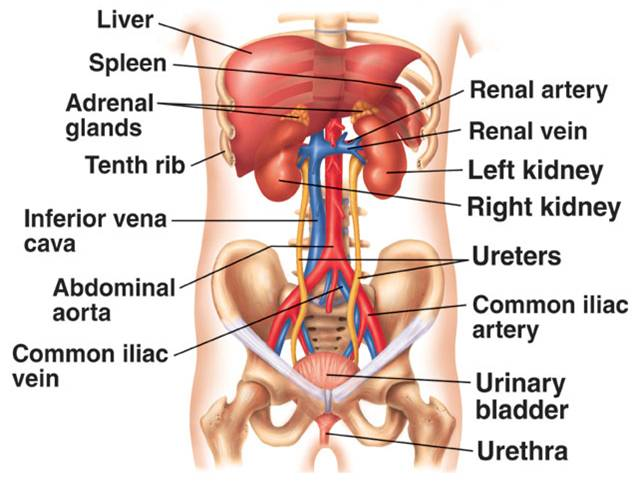 Liver
Spleen
Adrenal
glands
Tenth rib
Inferior vena
cava
Abdominal
aorta
Common iliac
vein
Renal artery
Renal vein
Left kidney
Right kidney
Ureters
Common iliac
artery
Urinary
bladder
Urethra